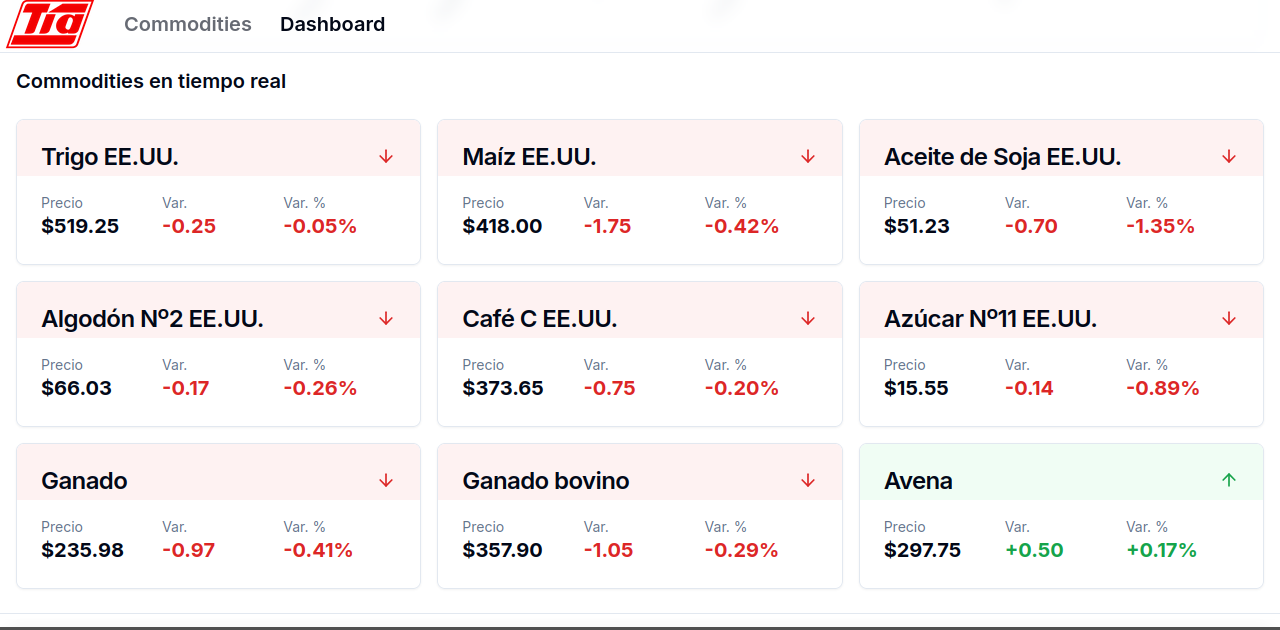 Tía Commodities Dashboard
Commodities en tiempo real
Trigo EE.UU. Maíz EE.UU. Aceite de Soja EE.UU.
Precio Var. Var. % Precio Var. Var. % Precio Var. Var. %
$519.25 -0.25 -0.05% $418.00 -1.75 -0.42% $51.23 -0.70 -1.35%
Algodón Nº2 EE.UU. Café C EE.UU. Azúcar Nº11 EE.UU.
Precio Var. Var. % Precio Var. Var. % Precio Var. Var. %
$66.03 -0.17 -0.26% $373.65 -0.75 -0.20% $15.55 -0.14 -0.89%
Ganado Ganado bovino Avena
Precio Var. Var. % Precio Var. Var. % Precio Var. Var. %
$235.98 -0.97 -0.41% $357.90 -1.05 -0.29% $297.75 +0.50 +0.17%